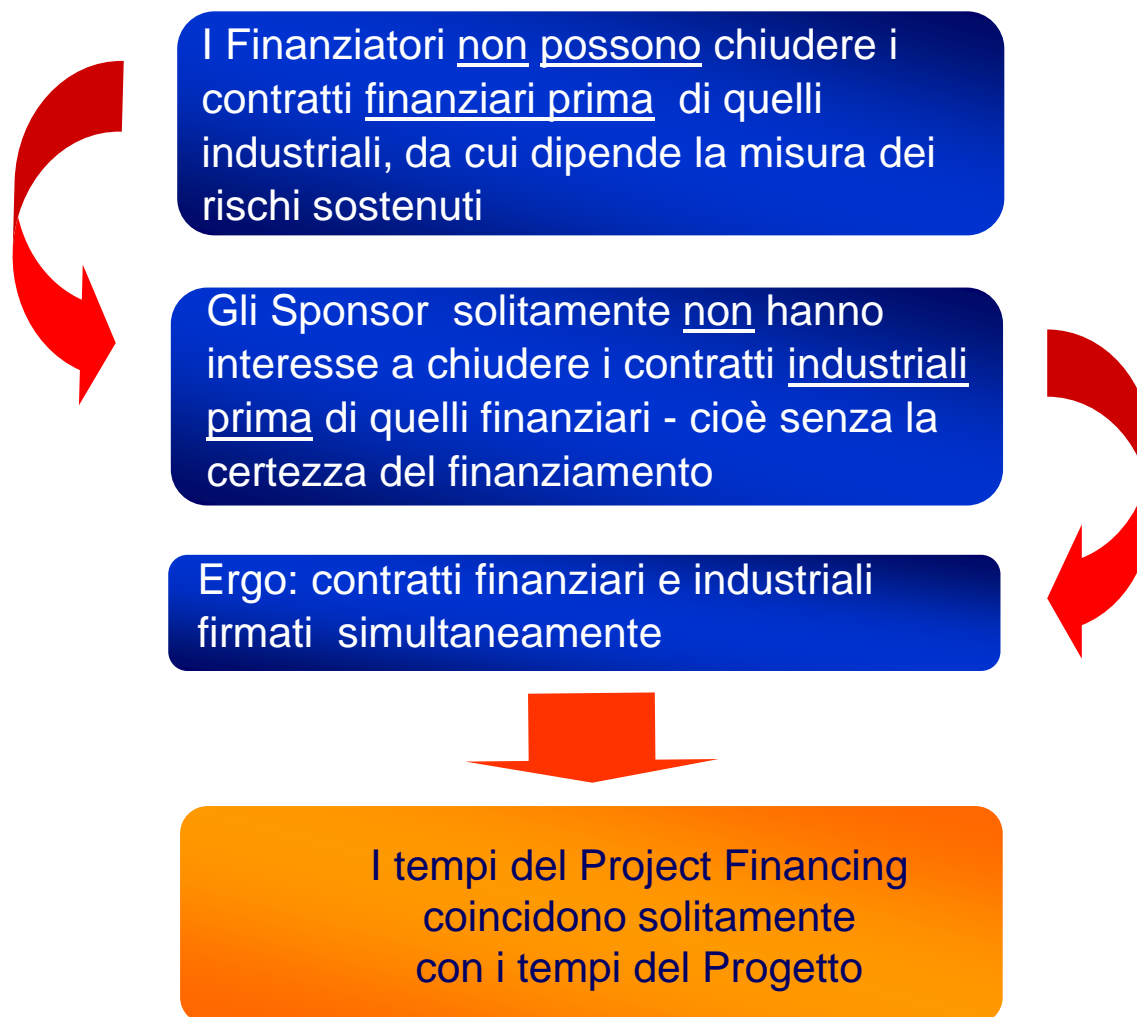 I Finanziatori non possono chiudere i
contratti finanziari prima di quelli
industriali, da cui dipende la misura dei
rischi sostenuti
Gli Sponsor solitamente non hanno
interesse a chiudere i contratti industriali
prima di quelli finanziari - cioè senza la
certezza del finanziamento
Ergo: contratti finanziari e industriali
firmati simultaneamente
I tempi del Project Financing
coincidono solitamente
con i tempi del Progetto